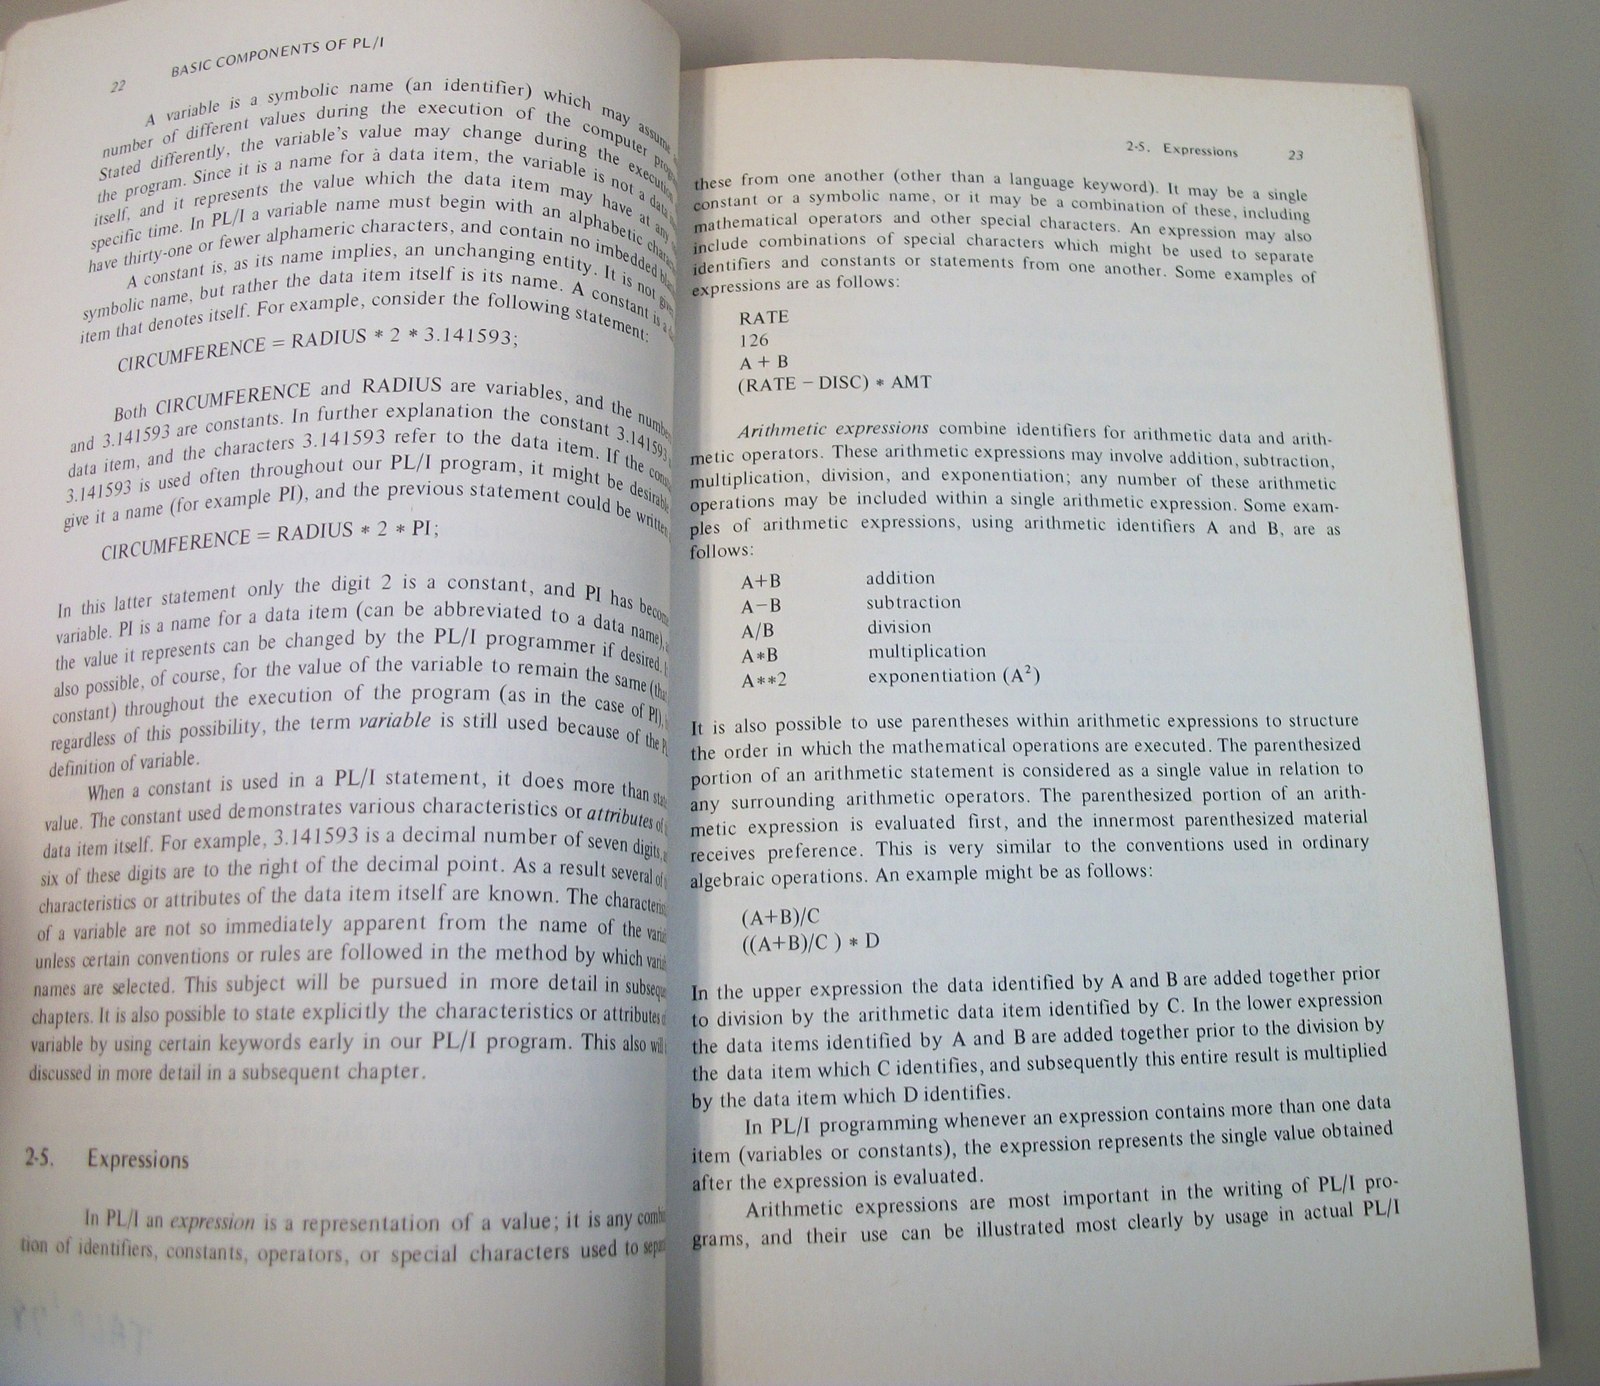 22 BASIC COMPONENTS OF PL/I
A variable is a symbolic name (an identifier) which may assume
number of different values during the execution of the computer
Stated differently, the variable's value may change during the
the program. Since it is a name for a data item, the variable is not a data
itself, and it represents the value which the data item may have at any
specific time. In PL/I a variable name must begin with an alphabetic
have thirty-one or fewer alphameric characters, and contain no imbedded
A constant is, as its name implies, an unchanging entity. It is not
symbolic name, but rather the data item itself is its name. A constant is a
item that denotes itself. For example, consider the following statement:
CIRCUMFERENCE = RADIUS * 2 * 3.141593;
Both CIRCUMFERENCE and RADIUS are variables, and the
and 3.141593 are constants. In further explanation the constant 3.141593
data item, and the characters 3.141593 refer to the data item. If the
3.141593 is used often throughout our PL/I program, it might be desirable
give it a name (for example PI), and the previous statement could be written
CIRCUMFERENCE = RADIUS * 2 * PI;
In this latter statement only the digit 2 is a constant, and PI has
variable. PI is a name for a data item (can be abbreviated to a data name),
the value it represents can be changed by the PL/I programmer if desired.
also possible, of course, for the value of the variable to remain the same
constant) throughout the execution of the program (as in the case of PI),
regardless of this possibility, the term variable is still used because of the
definition of variable.
When a constant is used in a PL/I statement, it does more than
value. The constant used demonstrates various characteristics or attributes of
data item itself. For example, 3.141593 is a decimal number of seven digits,
six of these digits are to the right of the decimal point. As a result several of
characteristics or attributes of the data item itself are known. The
of a variable are not so immediately apparent from the name of the
unless certain conventions or rules are followed in the method by which
names are selected. This subject will be pursued in more detail in
chapters. It is also possible to state explicitly the characteristics or attributes
variable by using certain keywords early in our PL/I program. This also will
discussed in more detail in a subsequent chapter.
2-5. Expressions
In PL/I an expression is a representation of a value; it is any
tion of identifiers, constants, operators, or special characters used to
2-5. Expressions 23
these from one another (other than a language keyword). It may be a single
constant or a symbolic name, or it may be a combination of these, including
mathematical operators and other special characters. An expression may also
include combinations of special characters which might be used to separate
identifiers and constants or statements from one another. Some examples of
expressions are as follows:
RATE
126
A + B
(RATE − DISC) * AMT
Arithmetic expressions combine identifiers for arithmetic data and arith-
metic operators. These arithmetic expressions may involve addition, subtraction,
multiplication, division, and exponentiation; any number of these arithmetic
operations may be included within a single arithmetic expression. Some exam-
ples of arithmetic expressions, using arithmetic identifiers A and B, are as
follows:
A+B addition
A−B subtraction
A/B division
A*B multiplication
A**2 exponentiation (A²)
It is also possible to use parentheses within arithmetic expressions to structure
the order in which the mathematical operations are executed. The parenthesized
portion of an arithmetic statement is considered as a single value in relation to
any surrounding arithmetic operators. The parenthesized portion of an arith-
metic expression is evaluated first, and the innermost parenthesized material
receives preference. This is very similar to the conventions used in ordinary
algebraic operations. An example might be as follows:
(A+B)/C
((A+B)/C ) * D
In the upper expression the data identified by A and B are added together prior
to division by the arithmetic data item identified by C. In the lower expression
the data items identified by A and B are added together prior to the division by
the data item which C identifies, and subsequently this entire result is multiplied
by the data item which D identifies.
In PL/I programming whenever an expression contains more than one data
item (variables or constants), the expression represents the single value obtained
after the expression is evaluated.
Arithmetic expressions are most important in the writing of PL/I pro-
grams, and their use can be illustrated most clearly by usage in actual PL/I